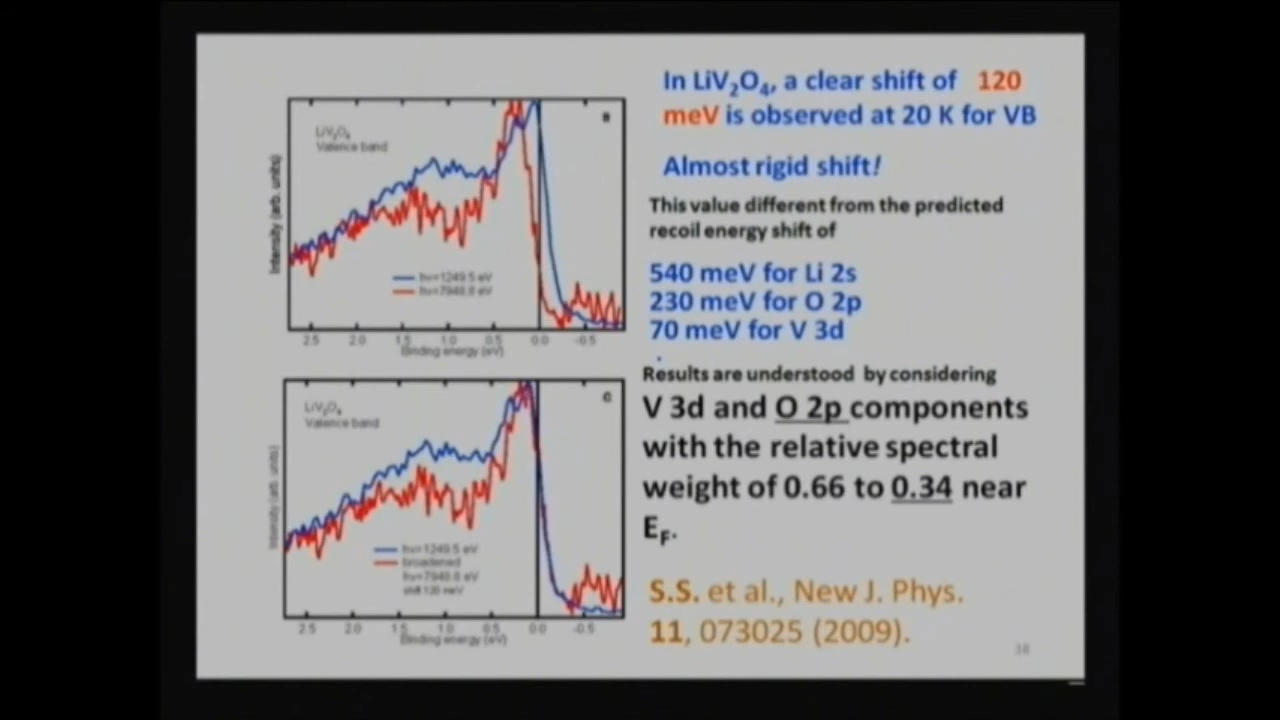 In LiV₂O₄, a clear shift of 120
meV is observed at 20 K for VB
Almost rigid shift!
This value different from the predicted
recoil energy shift of
540 meV for Li 2s
230 meV for O 2p
70 meV for V 3d
Results are understood by considering
V 3d and O 2p components
with the relative spectral
weight of 0.66 to 0.34 near
E_F.
S.S. et al., New J. Phys.
11, 073025 (2009).
38
B
LiV₂O₄
Valence band
Intensity (arb. units)
hν=1249.5 eV
hν=7948.8 eV
2.5 2.0 1.5 1.0 0.5 0.0 -0.5
Binding energy (eV)
C
LiV₂O₄
Valence band
Intensity (arb. units)
hν=1249.5 eV
broadened
hν=7948.8 eV
shift 120 meV
2.5 2.0 1.5 1.0 0.5 0.0 -0.5
Binding energy (eV)